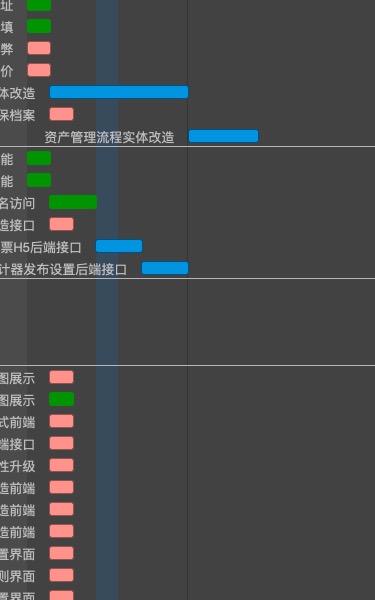 址
填
弊
价
体改造
保档案
资产管理流程实体改造
能
能
名访问
造接口
票H5后端接口
计器发布设置后端接口
图展示
图展示
式前端
端接口
性升级
造前端
造前端
造前端
置界面
则界面
置界面